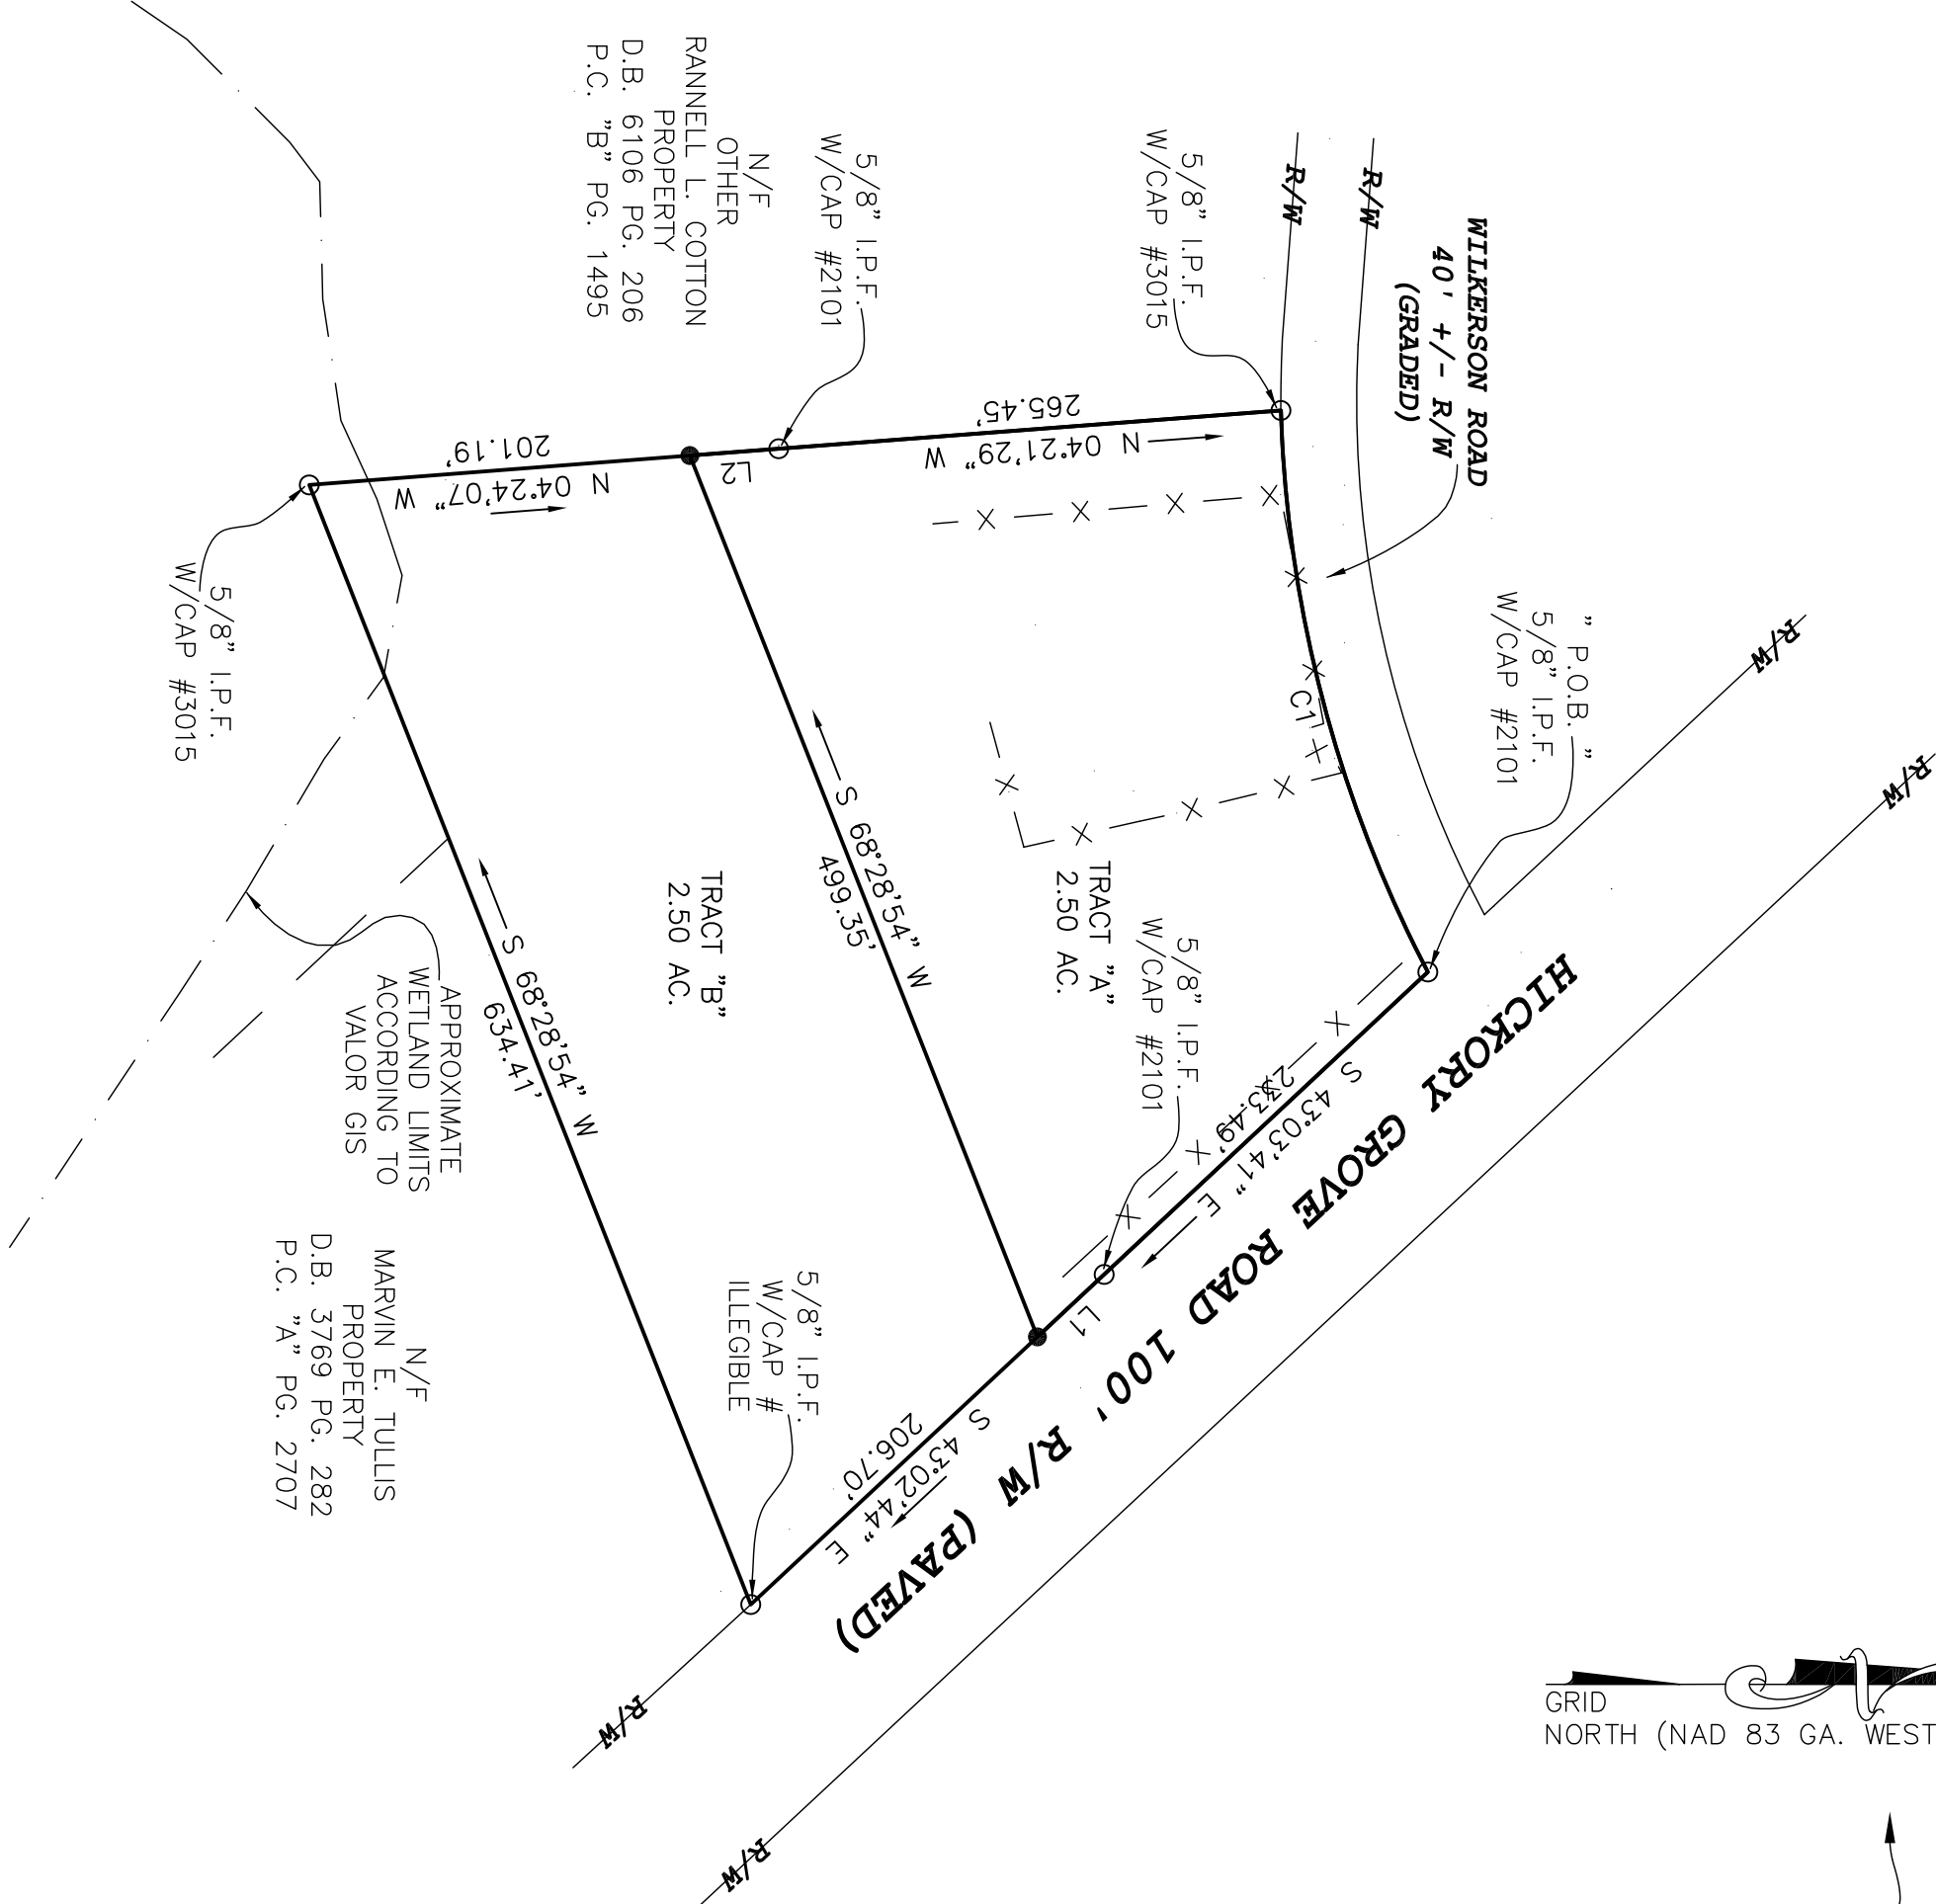 WILKERSON ROAD
40' +/- R/W
(GRADED)
R/W
R/W
5/8" I.P.F.
W/CAP #3015
5/8" I.P.F.
W/CAP #2101
N/F
OTHER
PROPERTY
RANNELL L. COTTON
D.B. 6106 PG. 206
P.C. "B" PG. 1495
" P.O.B. "
5/8" I.P.F.
W/CAP #2101
R/W
R/W
265.45'
N 04°21'29" W
L2
201.19'
N 04°24'07" W
5/8" I.P.F.
W/CAP #3015
C1
S 68°28'54" W
499.35'
TRACT "A"
2.50 AC.
TRACT "B"
2.50 AC.
5/8" I.P.F.
W/CAP #2101
S 43°03'41" E
233.49'
HICKORY GROVE ROAD 100' R/W (PAVED)
L1
S 43°02'44" E
206.70'
S 68°28'54" W
634.41'
APPROXIMATE
WETLAND LIMITS
ACCORDING TO
VALOR GIS
5/8" I.P.F.
W/CAP #
ILLEGIBLE
N/F
MARVIN E. TULLIS
PROPERTY
D.B. 3769 PG. 282
P.C. "A" PG. 2707
R/W
R/W
GRID
NORTH (NAD 83 GA. WEST